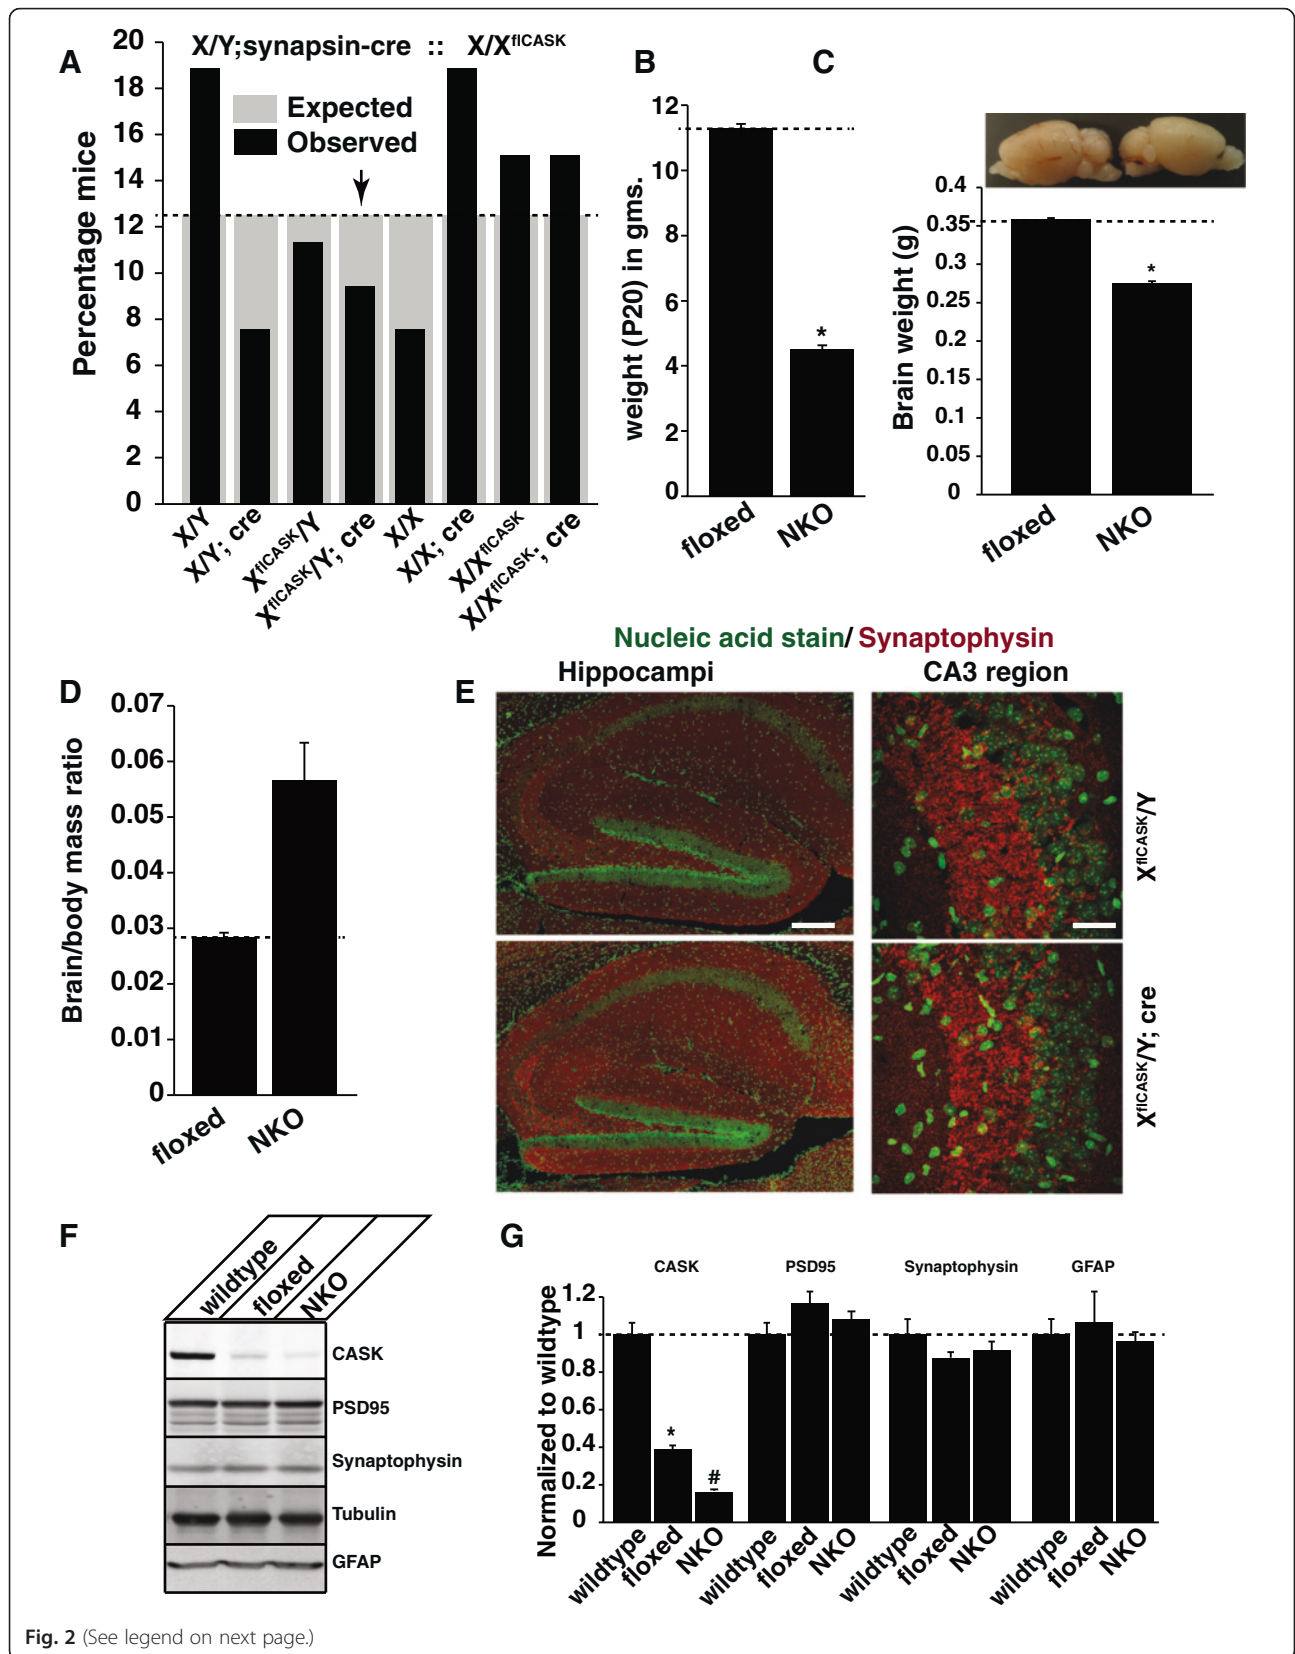 A
X/Y;synapsin-cre :: X/X^flCASK
Expected
Observed
Percentage mice
20
18
16
14
12
10
8
6
4
2
0
X/Y
X/Y; cre
X^flCASK/Y
X^flCASK/Y; cre
X/X
X/X; cre
X/X^flCASK
X/X^flCASK; cre
B
weight (P20) in gms.
12
10
8
6
4
2
0
*
floxed
NKO
C
Brain weight (g)
0.4
0.35
0.3
0.25
0.2
0.15
0.1
0.05
0
*
floxed
NKO
D
Brain/body mass ratio
0.07
0.06
0.05
0.04
0.03
0.02
0.01
0
floxed
NKO
E
Nucleic acid stain/ Synaptophysin
Hippocampi
CA3 region
X^flCASK/Y
X^flCASK/Y; cre
F
wildtype
floxed
NKO
CASK
PSD95
Synaptophysin
Tubulin
GFAP
G
CASK
PSD95
Synaptophysin
GFAP
Normalized to wildtype
1.2
1
0.8
0.6
0.4
0.2
0
*
#
wildtype
floxed
NKO
wildtype
floxed
NKO
wildtype
floxed
NKO
wildtype
floxed
NKO
Fig. 2 (See legend on next page.)